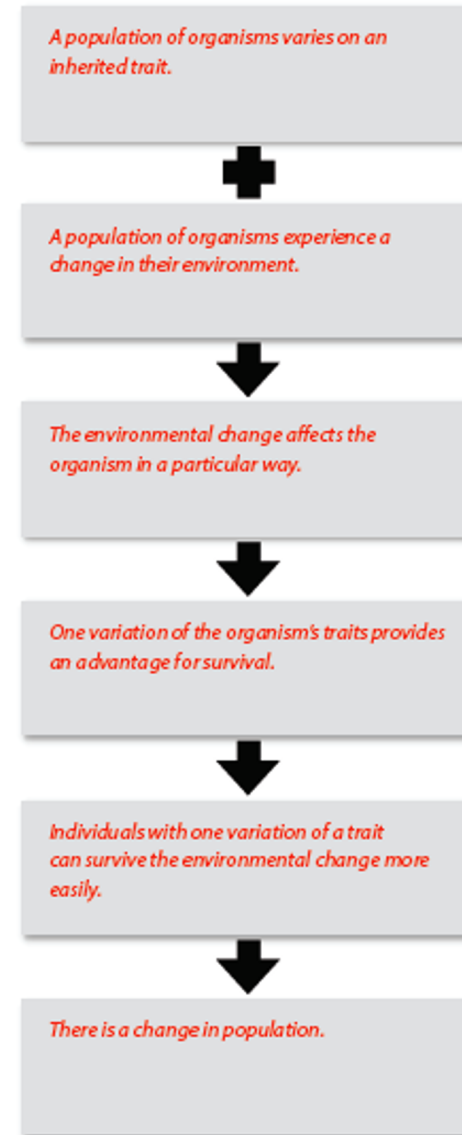 A population of organisms varies on an
inherited trait.
A population of organisms experience a
change in their environment.
The environmental change affects the
organism in a particular way.
One variation of the organism's traits provides
an advantage for survival.
Individuals with one variation of a trait
can survive the environmental change more
easily.
There is a change in population.